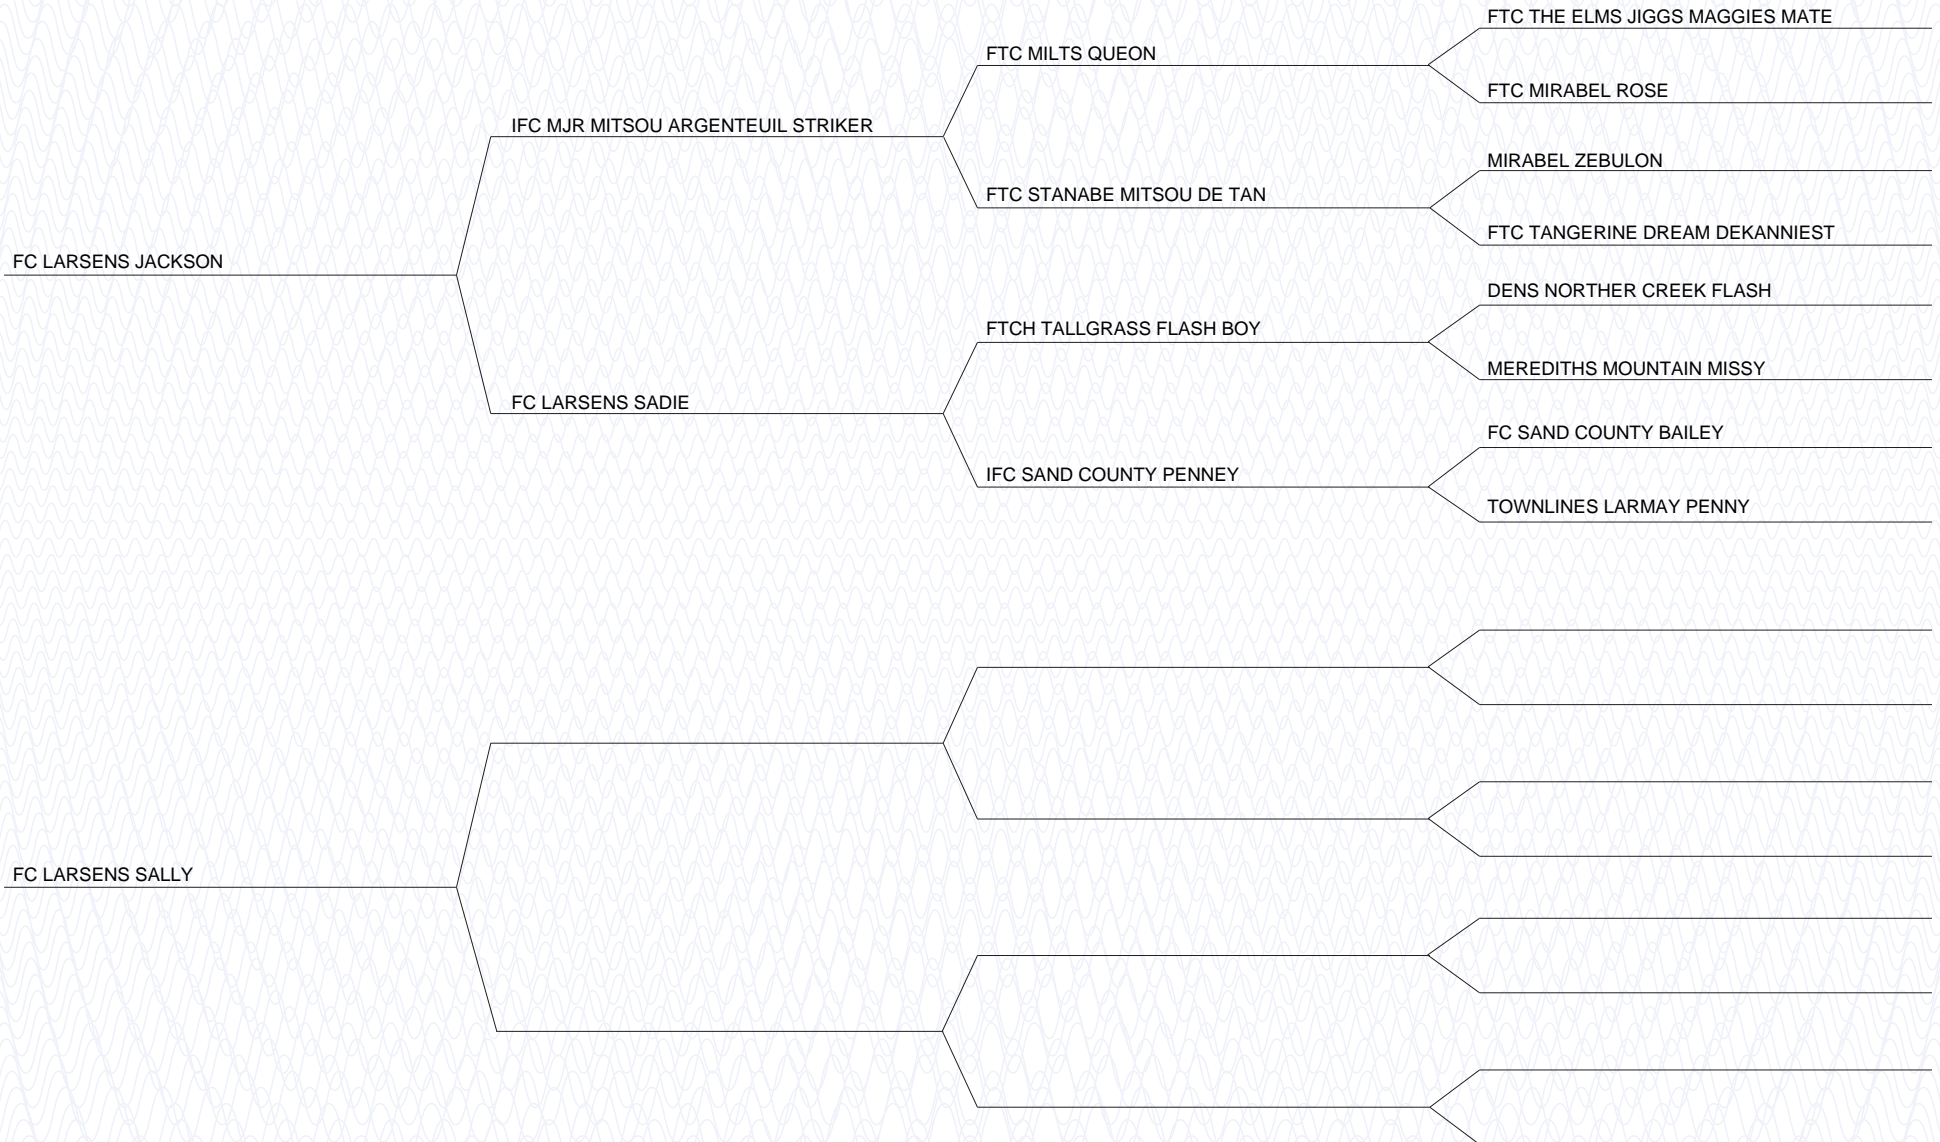 FTC THE ELMS JIGGS MAGGIES MATE
FTC MILTS QUEON
FTC MIRABEL ROSE
IFC MJR MITSOU ARGENTEUIL STRIKER
MIRABEL ZEBULON
FTC STANABE MITSOU DE TAN
FTC TANGERINE DREAM DEKANNIEST
FC LARSENS JACKSON
DENS NORTHER CREEK FLASH
FTCH TALLGRASS FLASH BOY
MEREDITHS MOUNTAIN MISSY
FC LARSENS SADIE
FC SAND COUNTY BAILEY
IFC SAND COUNTY PENNEY
TOWNLINES LARMAY PENNY
FC LARSENS SALLY